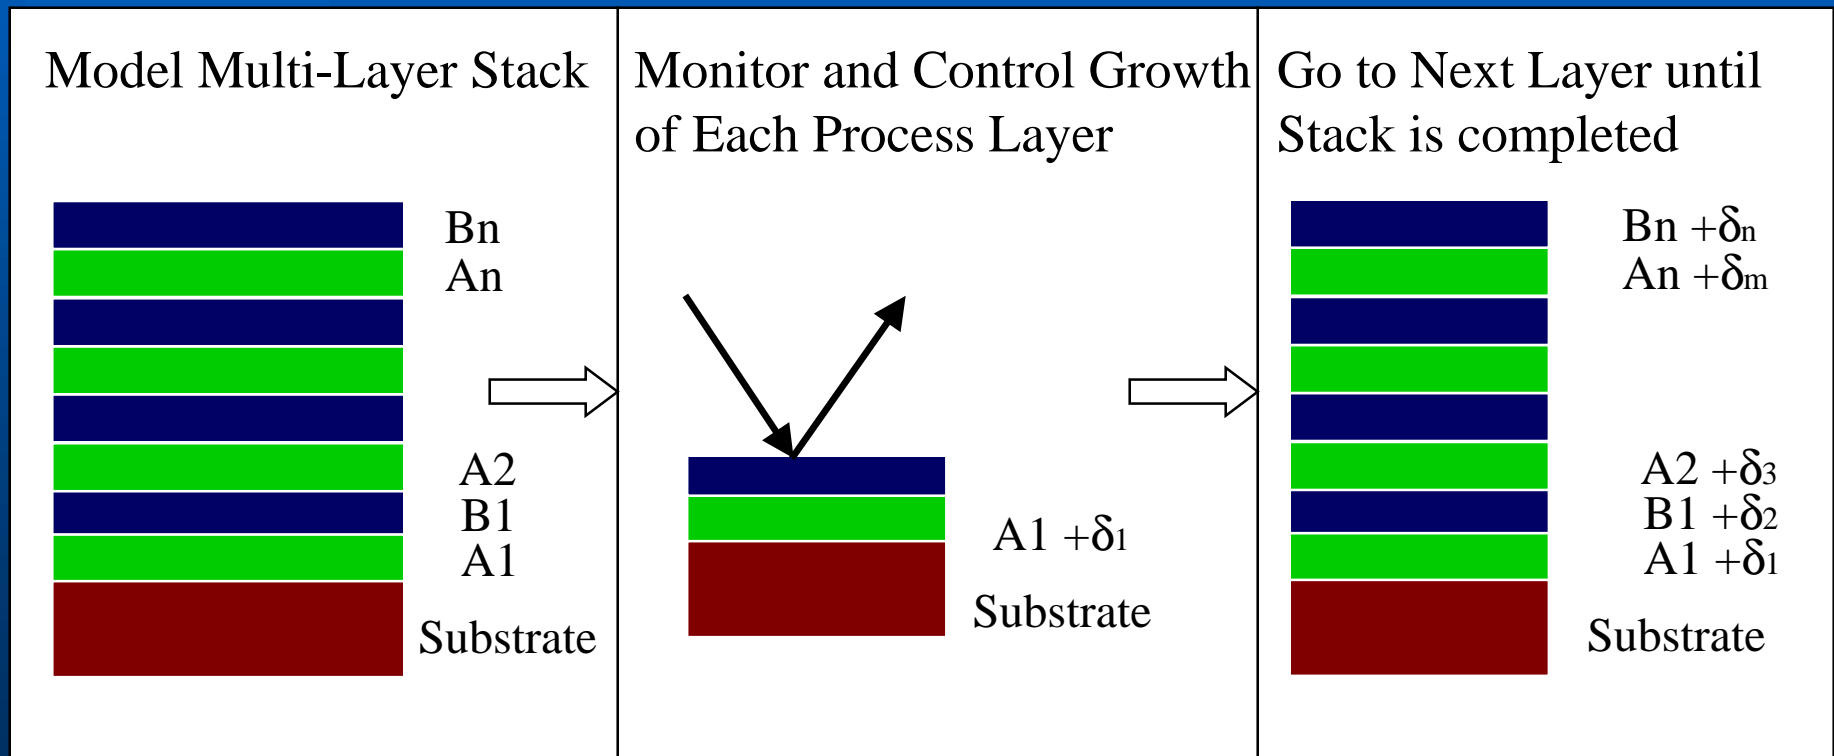 Model Multi-Layer Stack
Bn
An
A2
B1
A1
Substrate
Monitor and Control Growth
of Each Process Layer
A1 +δ1
Substrate
Go to Next Layer until
Stack is completed
Bn +δn
An +δm
A2 +δ3
B1 +δ2
A1 +δ1
Substrate